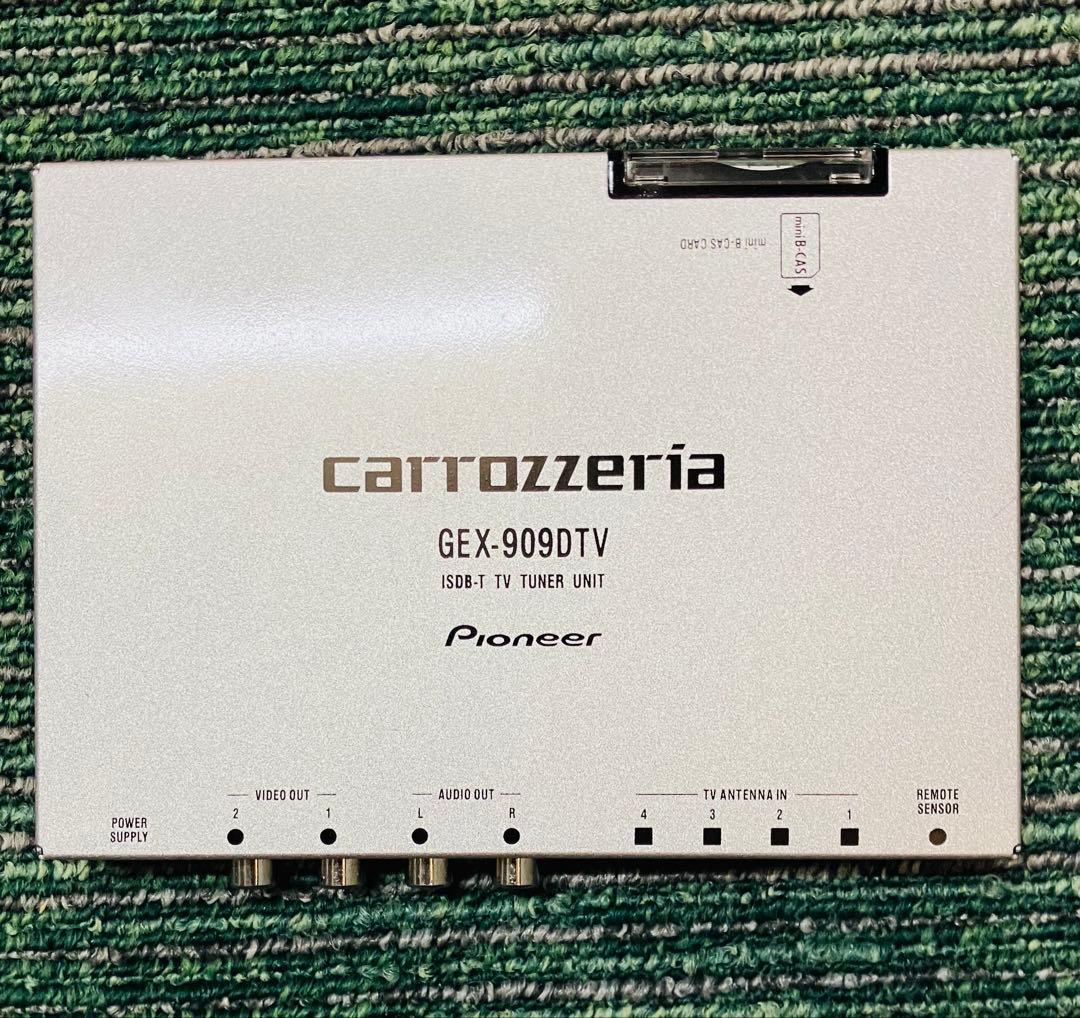 miniB-CAS
mini B-CAS CARD
carrozzeria
GEX-909DTV
ISDB-T TV TUNER UNIT
Pioneer
POWER
SUPPLY
VIDEO OUT
2 1
AUDIO OUT
L R
TV ANTENNA IN
4 3 2 1
REMOTE
SENSOR